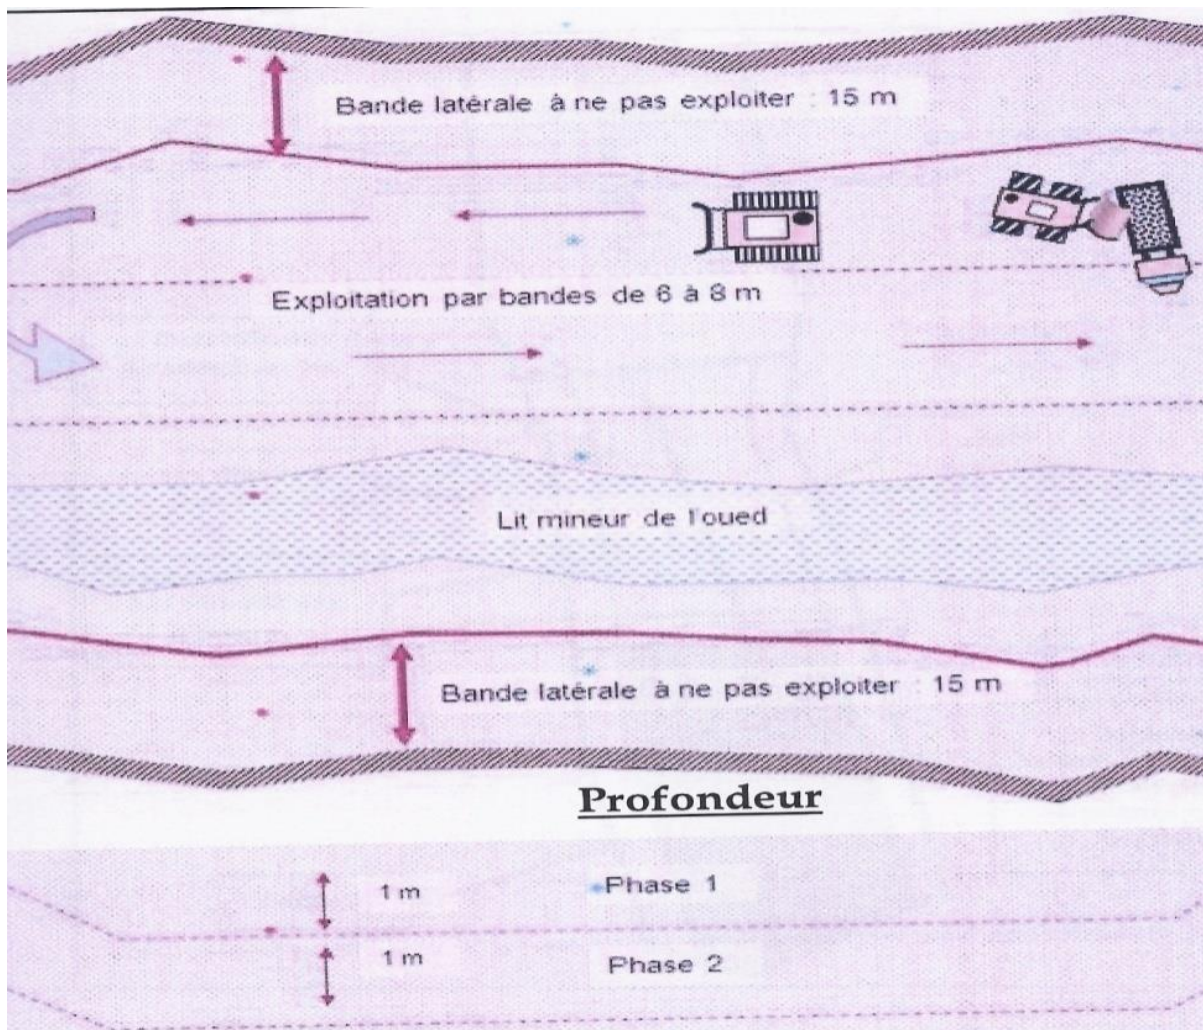 Bande latérale à ne pas exploiter : 15 m
Exploitation par bandes de 6 à 8 m
Lit mineur de l'oued
Bande latérale à ne pas exploiter : 15 m
Profondeur
1 m Phase 1
1 m Phase 2